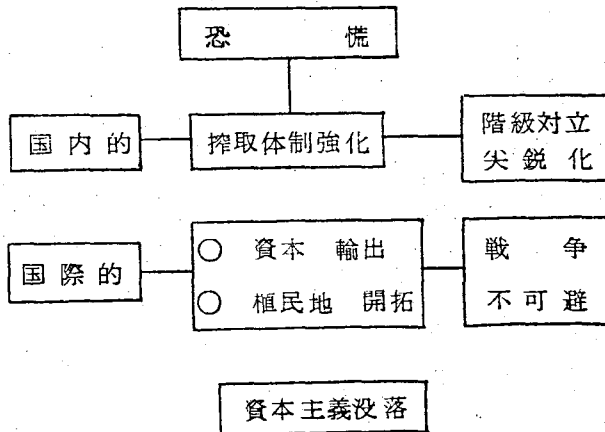 恐慌
国内的 搾取体制強化 階級対立
尖鋭化
国際的 ○ 資本 輸出 戦争
○ 植民地 開拓 不可避
資本主義没落